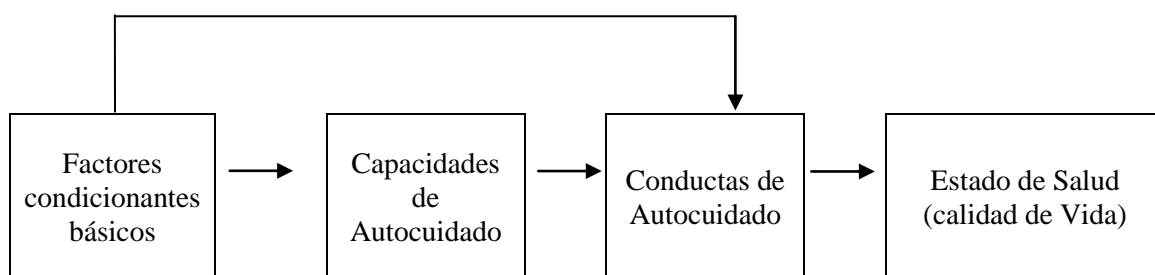 Factores
condicionantes
básicos
Capacidades
de
Autocuidado
Conductas de
Autocuidado
Estado de Salud
(calidad de Vida)